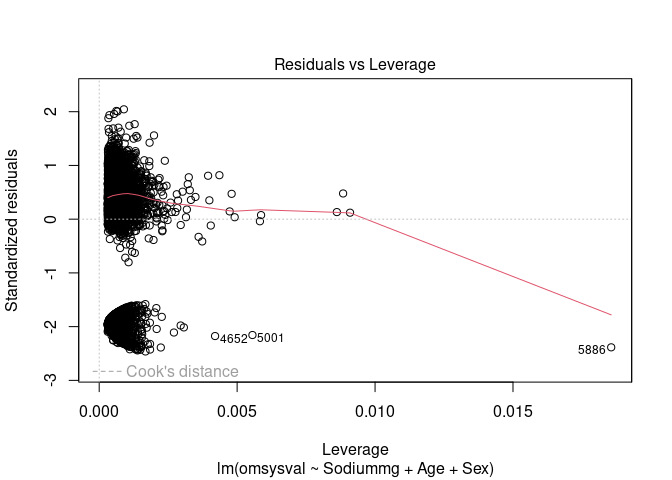 Residuals vs Leverage
Standardized residuals
2
1
0
-1
-2
-3
4652
5001
5886
Cook's distance
0.000
0.005
0.010
0.015
Leverage
lm(omsysval ~ Sodiummg + Age + Sex)